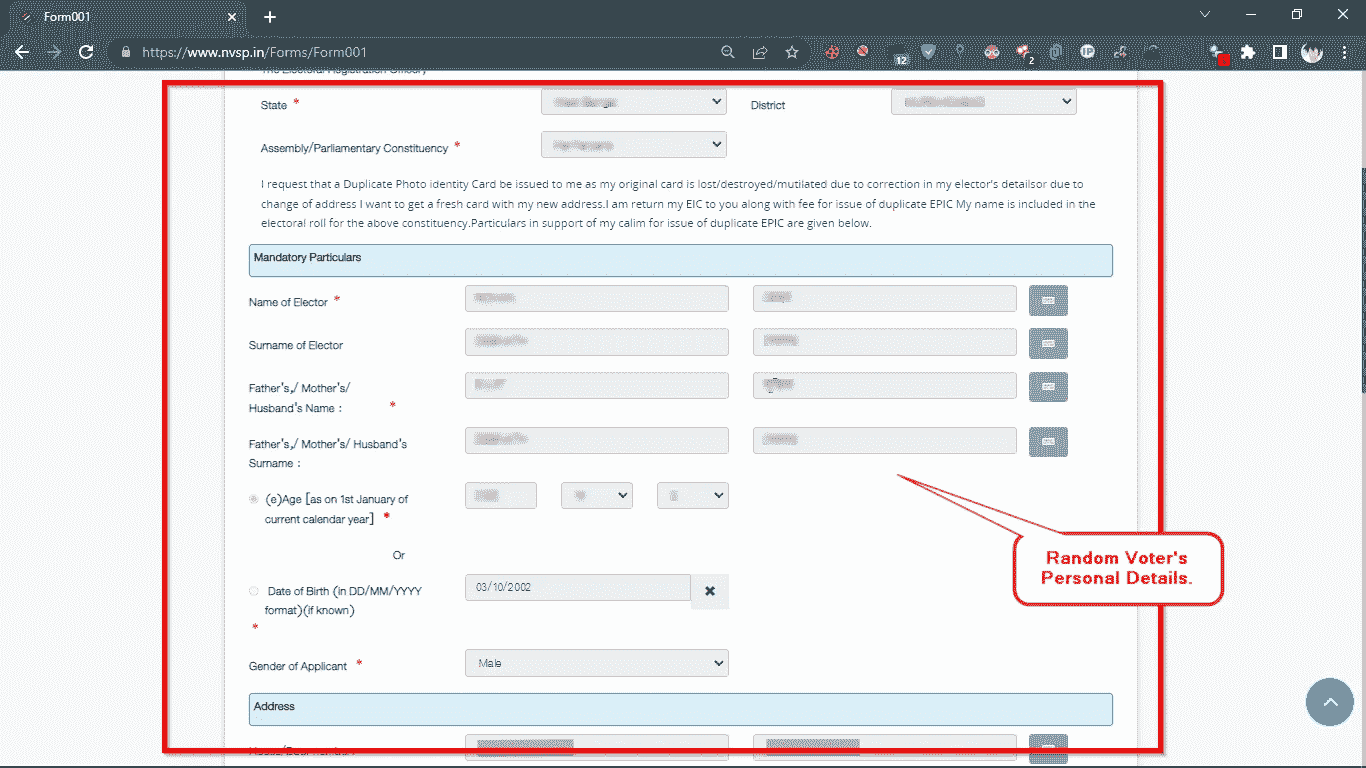 Form001
https://www.nvsp.in/Forms/Form001
12
2
IP
The Electoral Registration Officery
State *
District
Assembly/Parliamentary Constituency *
I request that a Duplicate Photo identity Card be issued to me as my original card is lost/destroyed/mutilated due to correction in my elector's detailsor due to
change of address I want to get a fresh card with my new address.I am return my EIC to you along with fee for issue of duplicate EPIC My name is included in the
electoral roll for the above constituency.Particulars in support of my calim for issue of duplicate EPIC are given below.
Mandatory Particulars
Name of Elector *
Surname of Elector
Father's,/ Mother's/
Husband's Name : *
Father's,/ Mother's/ Husband's
Surname :
(e)Age [as on 1st January of
current calendar year] *
Or
Date of Birth (in DD/MM/YYYY
format)(if known)
*
03/10/2002
Gender of Applicant *
Male
Address
Random Voter's
Personal Details.